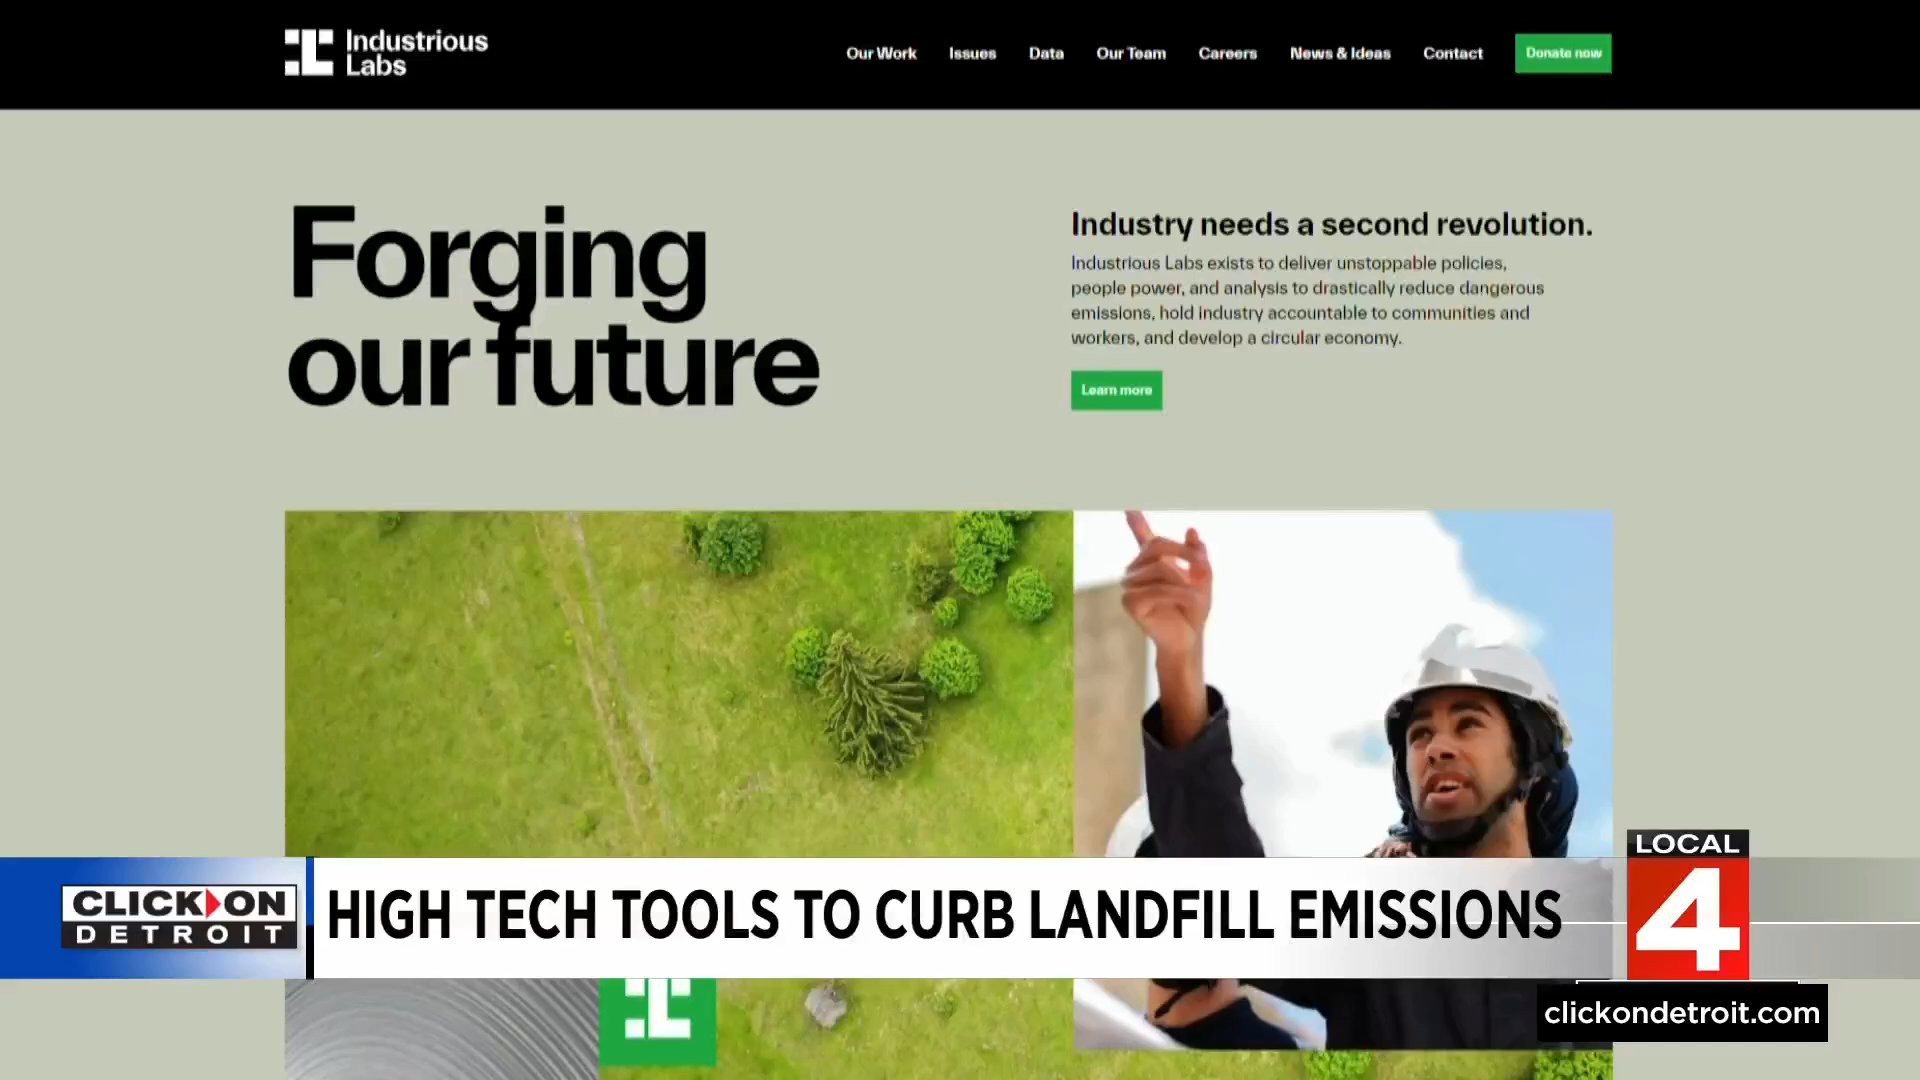 Industrious
Labs
Our Work
Issues
Data
Our Team
Careers
News & Ideas
Contact
Donate now
Forging
our future
Industry needs a second revolution.
Industrious Labs exists to deliver unstoppable policies,
people power, and analysis to drastically reduce dangerous
emissions, hold industry accountable to communities and
workers, and develop a circular economy.
Learn more
CLICK ON
DETROIT
HIGH TECH TOOLS TO CURB LANDFILL EMISSIONS
LOCAL
4
clickondetroit.com